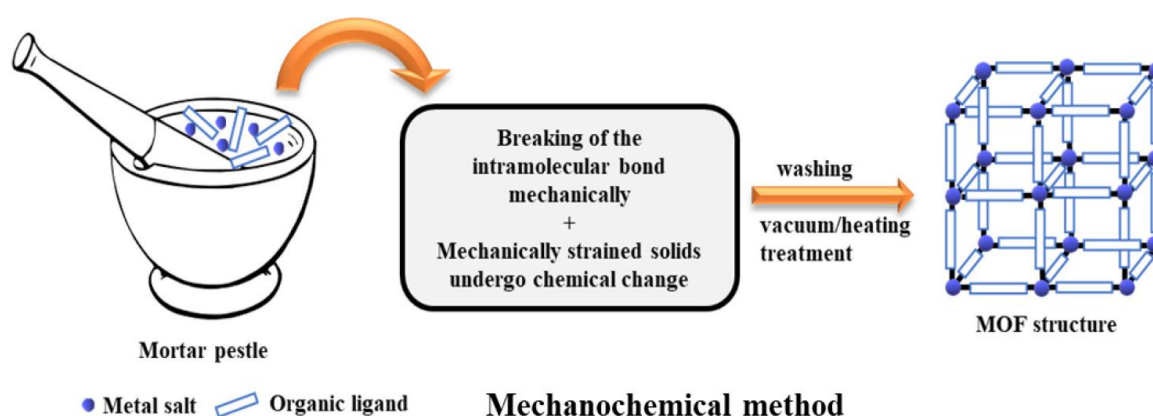 Breaking of the
intramolecular bond
mechanically
+
Mechanically strained solids
undergo chemical change
washing
vacuum/heating
treatment
Mortar pestle
MOF structure
Metal salt
Organic ligand
Mechanochemical method